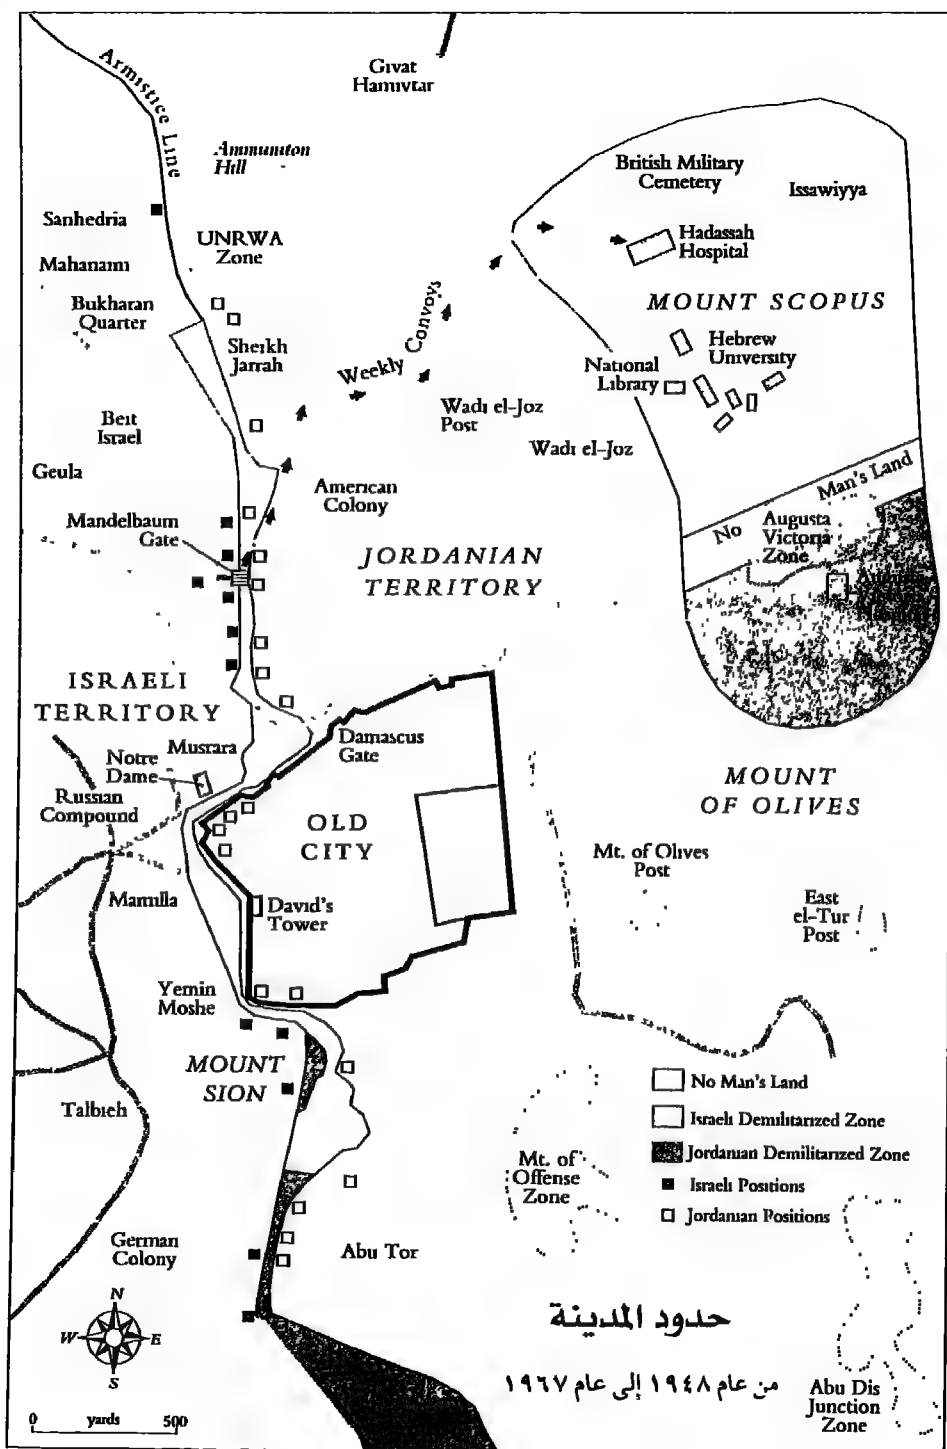 Armistice Line
Givat
Hamivtar
Ammuniton
Hill
British Military
Cemetery
Issawiyya
Sanhedria
UNRWA
Zone
Hadassah
Hospital
Mahanami
Bukharan
Quarter
MOUNT SCOPUS
Sheikh
Jarrah
Weekly Convoys
Hebrew
University
National
Library
Beit
Israel
Wadi el-Joz
Post
Wadi el-Joz
Geula
American
Colony
No Man's Land
Mandelbaum
Gate
Augusta
Victoria
Zone
JORDANIAN
TERRITORY
ISRAELI
TERRITORY
Musrara
Notre
Dame
Damascus
Gate
Russian
Compound
MOUNT
OF OLIVES
OLD
CITY
Mt. of Olives
Post
Mamilla
David's
Tower
East
el-Tur
Post
Yemin
Moshe
MOUNT
SION
Talbieh
No Man's Land
Israeli Demilitarized Zone
Jordanian Demilitarized Zone
Israeli Positions
Jordanian Positions
Mt. of
Offense
Zone
German
Colony
Abu Tor
N
W E
S
0 yards 500
حدود المدينة
من عام ١٩٤٨ إلى عام ١٩٦٧
Abu Dis
Junction
Zone